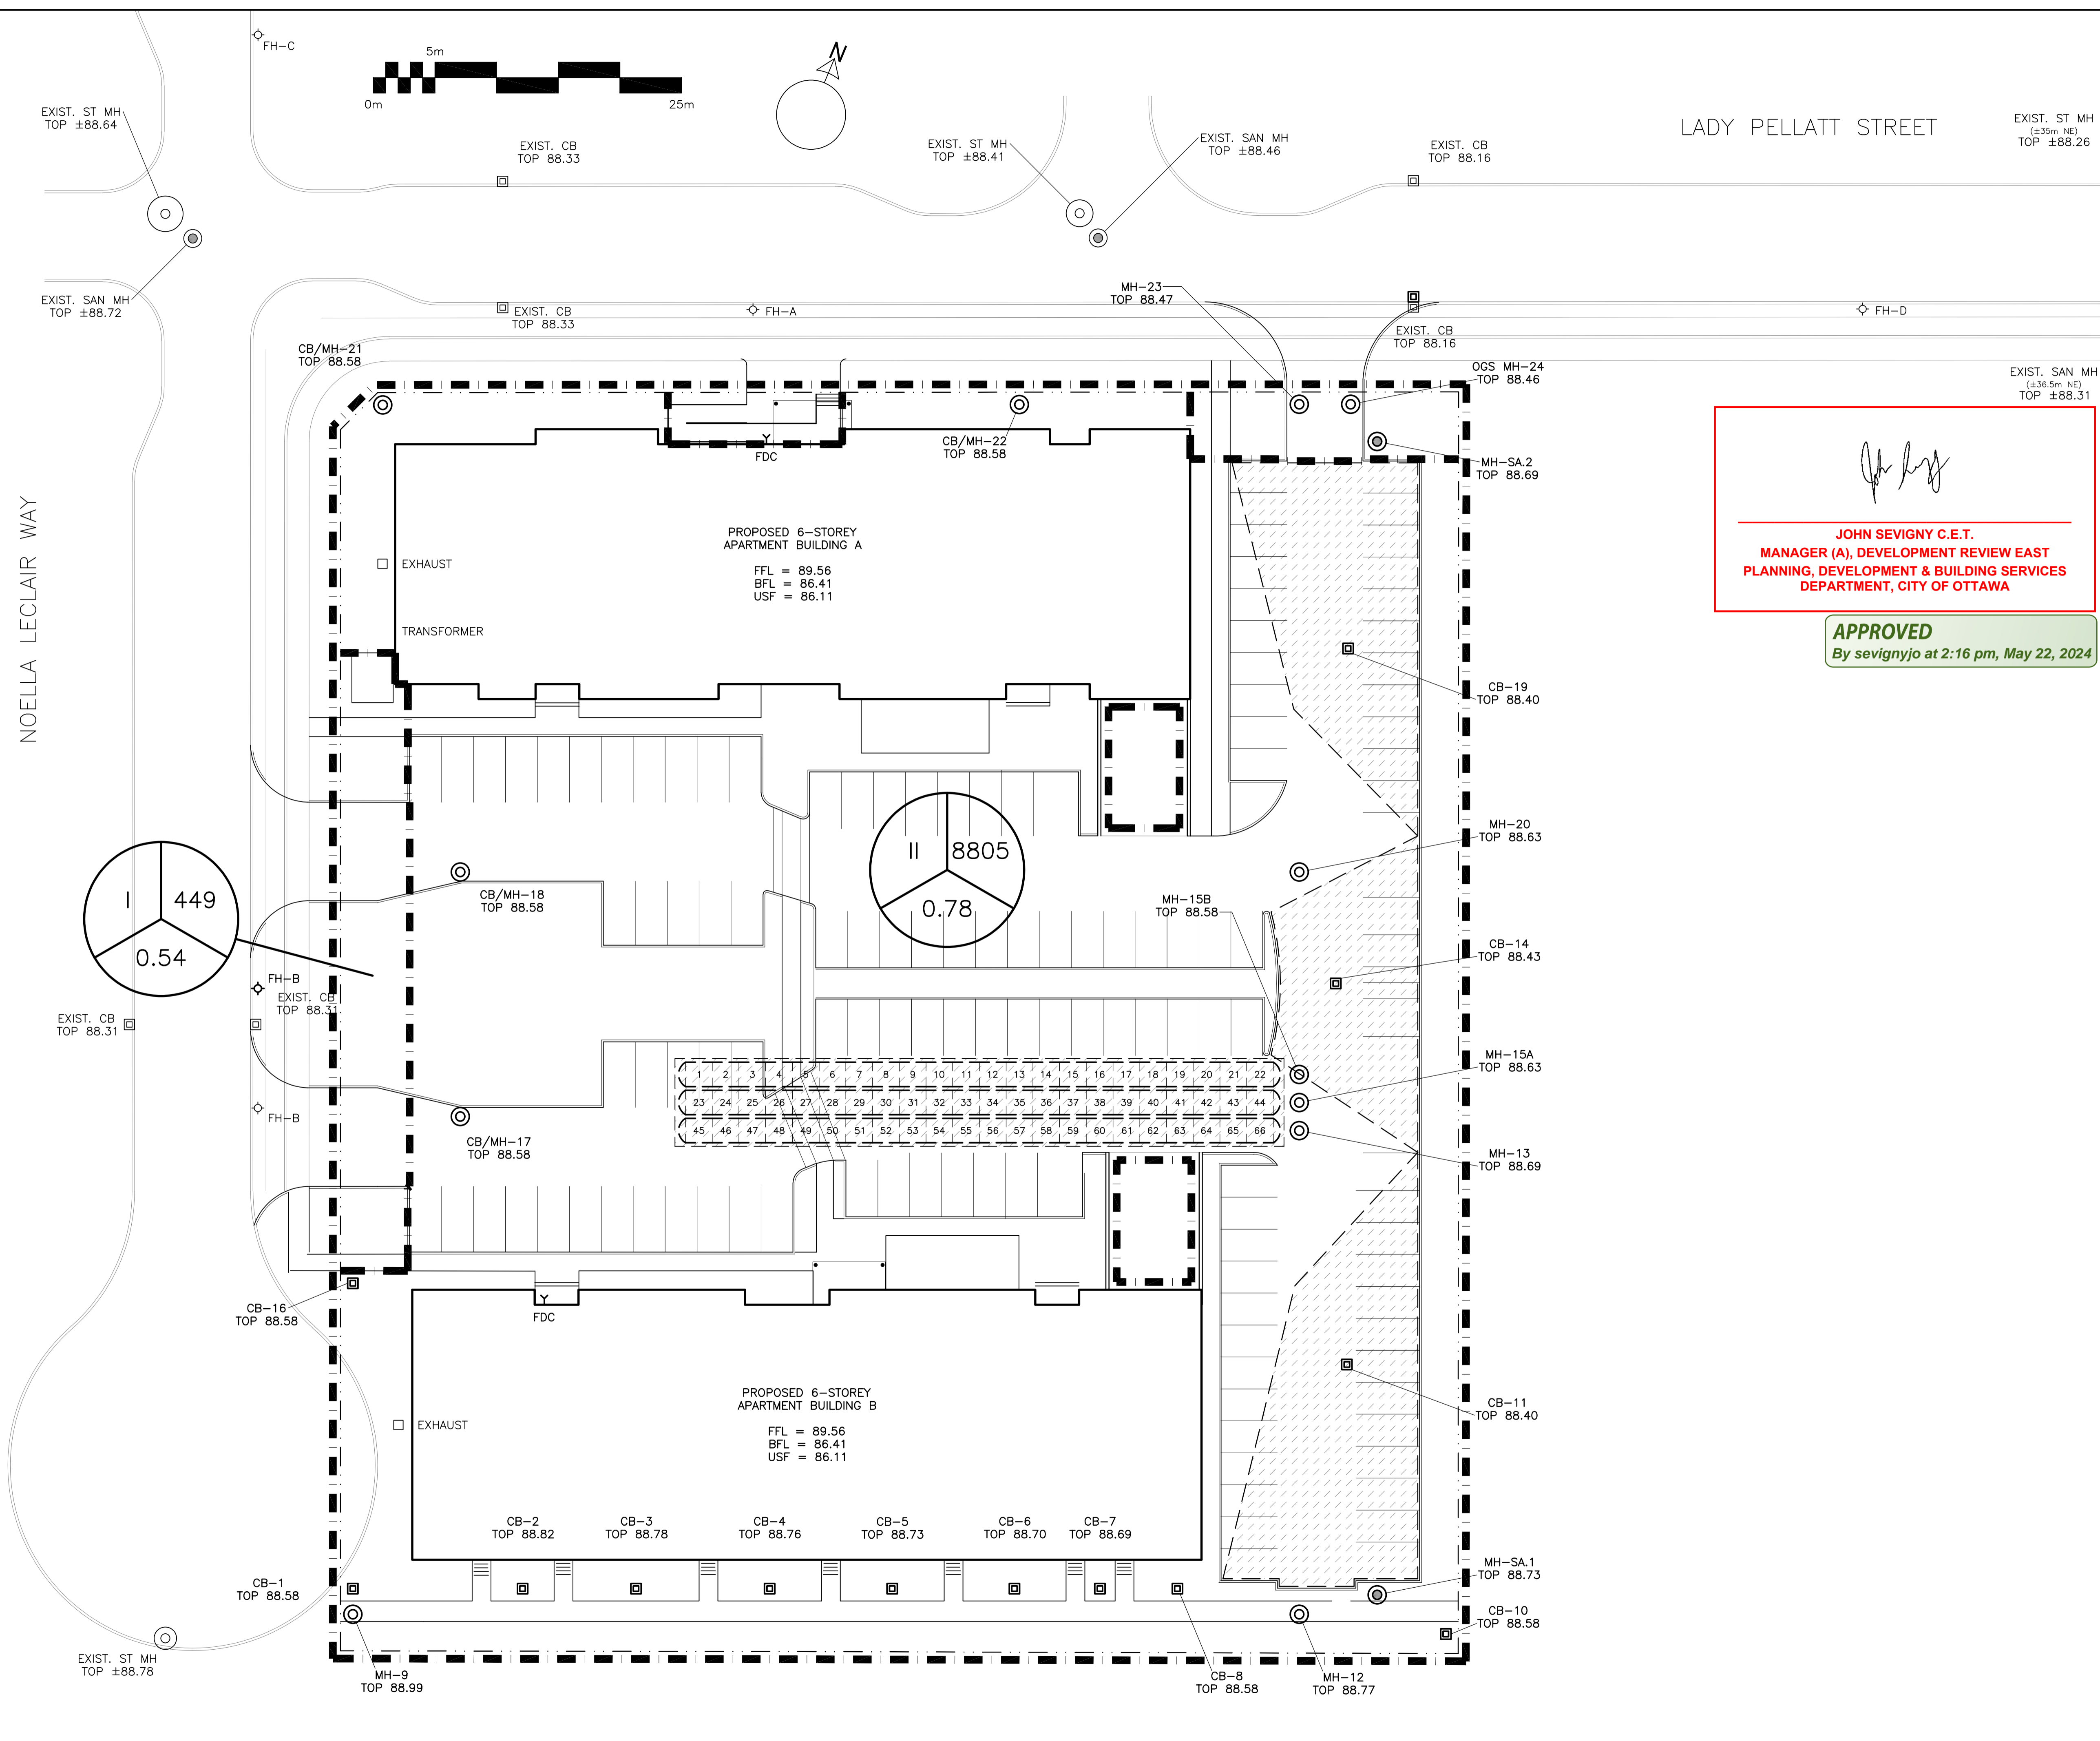 FH-C
5m
0m
25m
N
EXIST. ST MH
TOP ±88.64
EXIST. CB
TOP 88.33
EXIST. ST MH
TOP ±88.41
EXIST. SAN MH
TOP ±88.46
EXIST. CB
TOP 88.16
LADY PELLATT STREET
EXIST. ST MH
(±35m NE)
TOP ±88.26
EXIST. SAN MH
TOP ±88.72
EXIST. CB
TOP 88.33
FH-A
MH-23
TOP 88.47
EXIST. CB
TOP 88.16
FH-D
CB/MH-21
TOP 88.58
OGS MH-24
TOP 88.46
EXIST. SAN MH
(±36.5m NE)
TOP ±88.31
FDC
CB/MH-22
TOP 88.58
MH-SA.2
TOP 88.69
JOHN SEVIGNY C.E.T.
MANAGER (A), DEVELOPMENT REVIEW EAST
PLANNING, DEVELOPMENT & BUILDING SERVICES
DEPARTMENT, CITY OF OTTAWA
APPROVED
By sevignyjo at 2:16 pm, May 22, 2024
NOELLA LECLAIR WAY
PROPOSED 6-STOREY
APARTMENT BUILDING A
FFL = 89.56
BFL = 86.41
USF = 86.11
EXHAUST
TRANSFORMER
CB-19
TOP 88.40
MH-20
TOP 88.63
I 449
0.54
II 8805
0.78
CB/MH-18
TOP 88.58
MH-15B
TOP 88.58
CB-14
TOP 88.43
FH-B
EXIST. CB
TOP 88.31
EXIST. CB
TOP 88.31
MH-15A
TOP 88.63
1 2 3 4 5 6 7 8 9 10 11 12 13 14 15 16 17 18 19 20 21 22
23 24 25 26 27 28 29 30 31 32 33 34 35 36 37 38 39 40 41 42 43 44
45 46 47 48 49 50 51 52 53 54 55 56 57 58 59 60 61 62 63 64 65 66
FH-B
CB/MH-17
TOP 88.58
MH-13
TOP 88.69
CB-16
TOP 88.58
FDC
PROPOSED 6-STOREY
APARTMENT BUILDING B
FFL = 89.56
BFL = 86.41
USF = 86.11
EXHAUST
CB-11
TOP 88.40
CB-2
TOP 88.82
CB-3
TOP 88.78
CB-4
TOP 88.76
CB-5
TOP 88.73
CB-6
TOP 88.70
CB-7
TOP 88.69
CB-1
TOP 88.58
MH-SA.1
TOP 88.73
CB-10
TOP 88.58
EXIST. ST MH
TOP ±88.78
MH-9
TOP 88.99
CB-8
TOP 88.58
MH-12
TOP 88.77